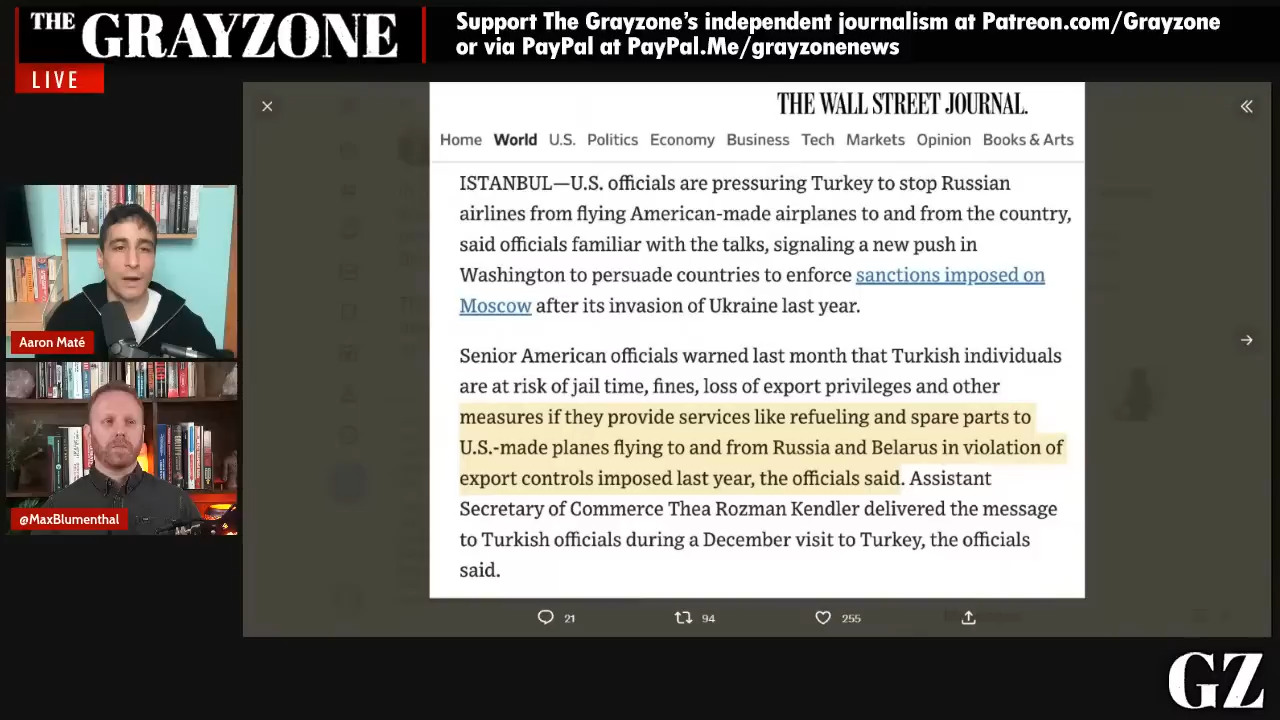 THE GRAYZONE
LIVE
Support The Grayzone's independent journalism at Patreon.com/Grayzone
or via PayPal at PayPal.Me/grayzonenews
THE WALL STREET JOURNAL.
Home World U.S. Politics Economy Business Tech Markets Opinion Books & Arts
ISTANBUL—U.S. officials are pressuring Turkey to stop Russian
airlines from flying American-made airplanes to and from the country,
said officials familiar with the talks, signaling a new push in
Washington to persuade countries to enforce sanctions imposed on
Moscow after its invasion of Ukraine last year.
Senior American officials warned last month that Turkish individuals
are at risk of jail time, fines, loss of export privileges and other
measures if they provide services like refueling and spare parts to
U.S.-made planes flying to and from Russia and Belarus in violation of
export controls imposed last year, the officials said. Assistant
Secretary of Commerce Thea Rozman Kendler delivered the message
to Turkish officials during a December visit to Turkey, the officials
said.
21 94 255
Aaron Maté
@MaxBlumenthal
GZ